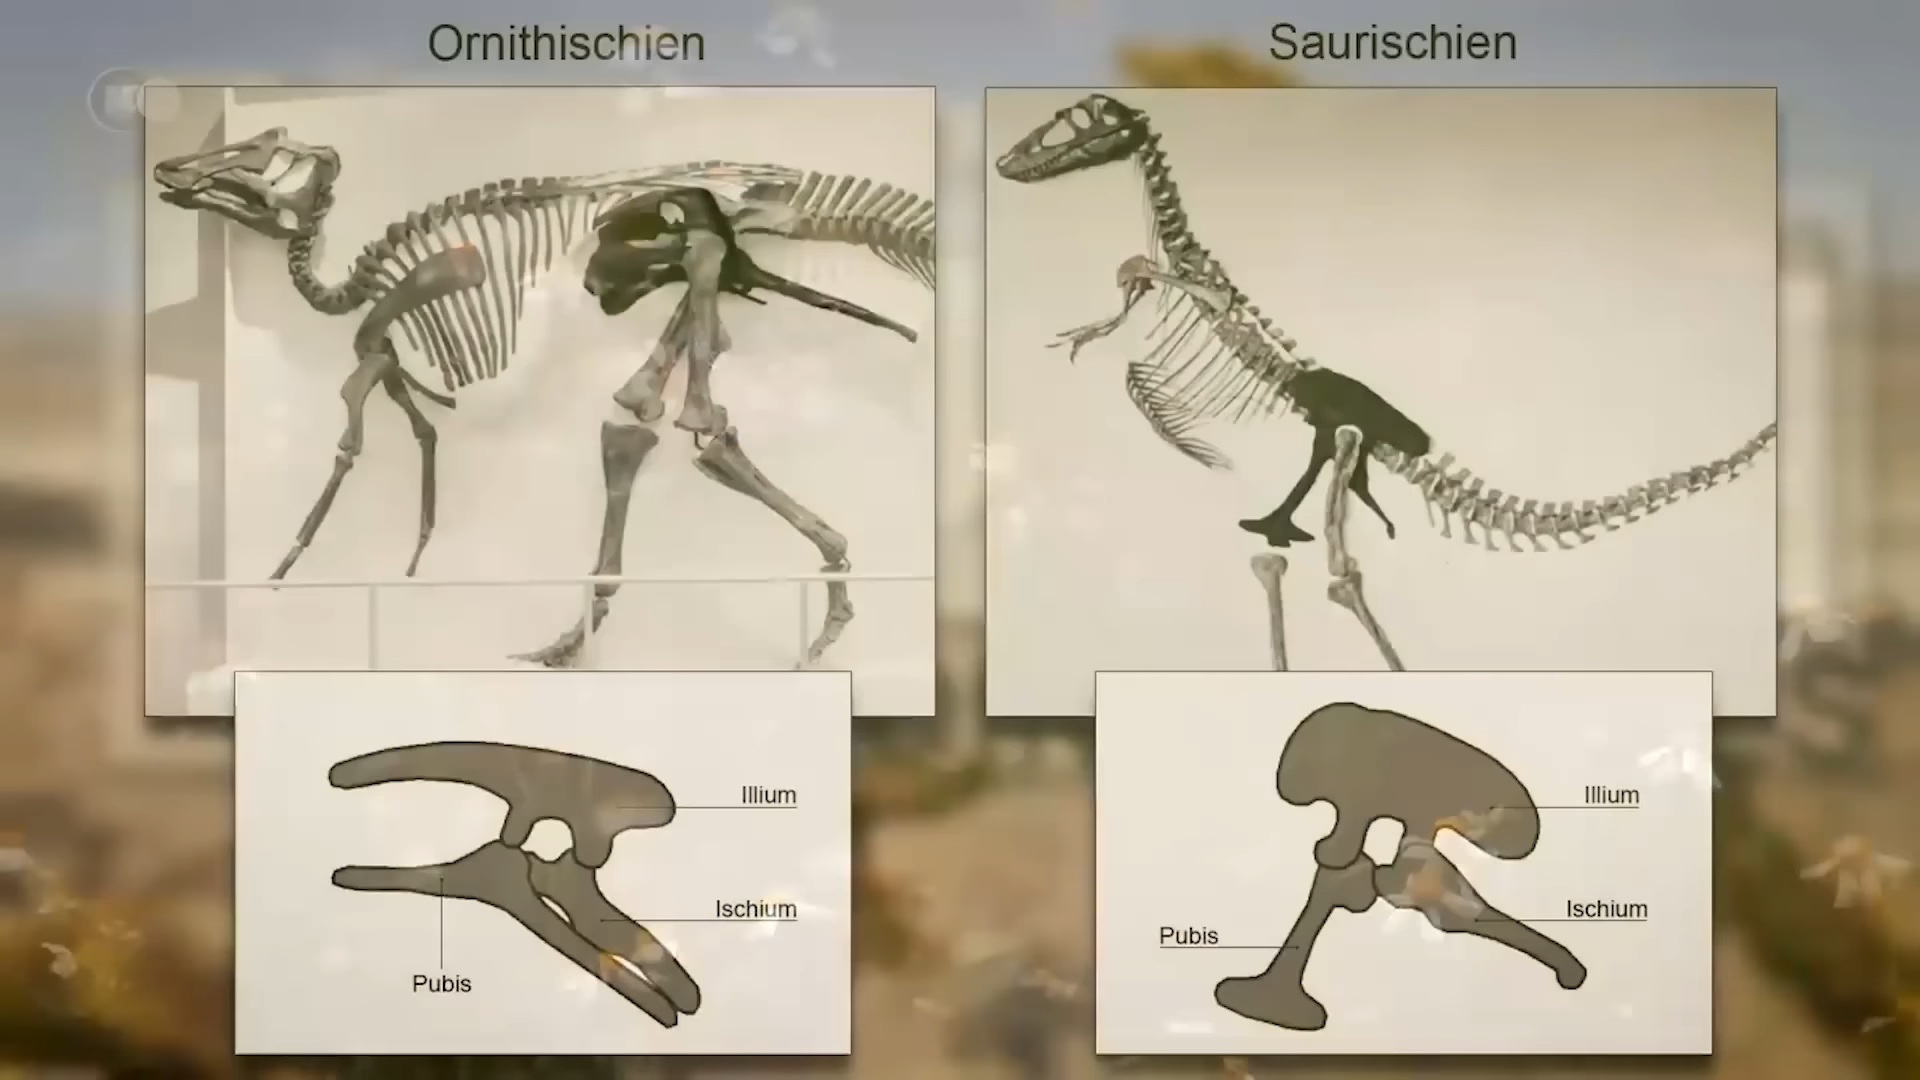 Ornithischien
Saurischien
Illium
Ischium
Pubis
Illium
Ischium
Pubis